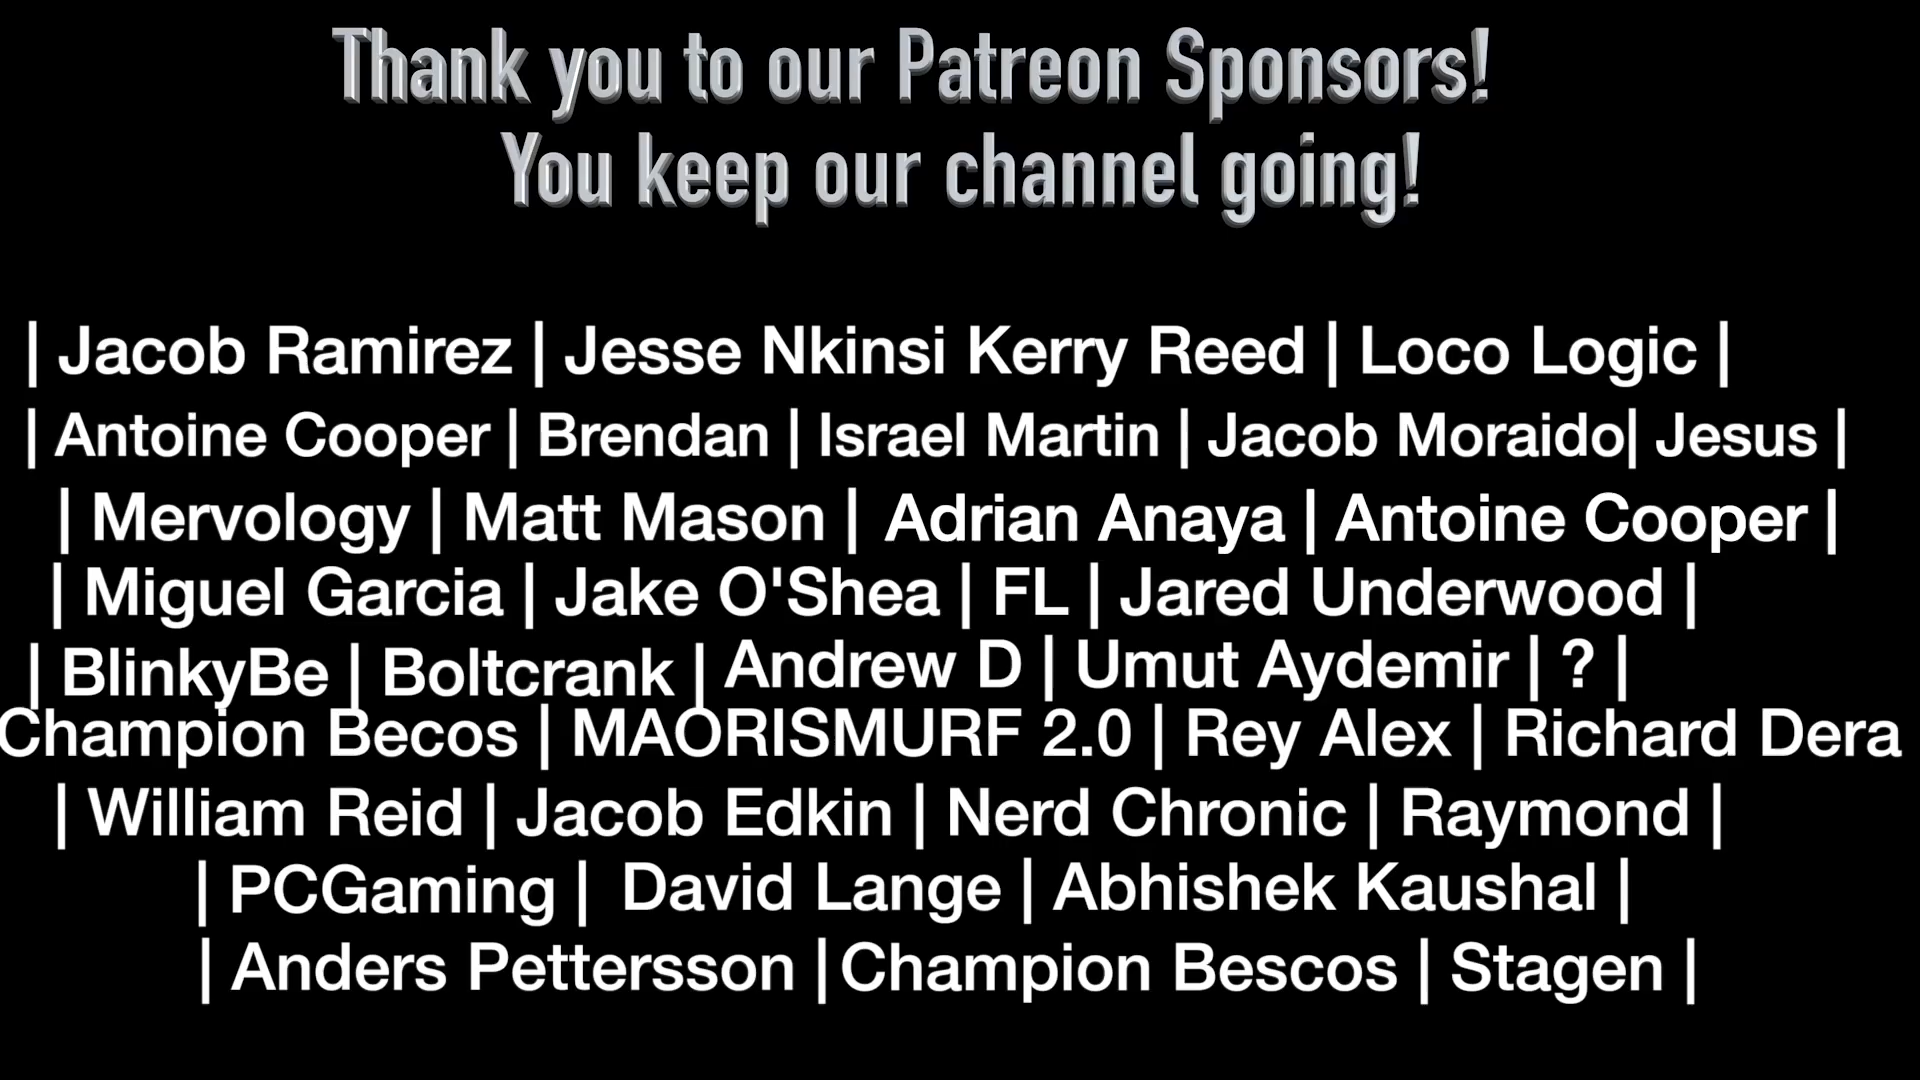 Thank you to our Patreon Sponsors!
You keep our channel going!
| Jacob Ramirez | Jesse Nkinsi Kerry Reed | Loco Logic |
| Antoine Cooper | Brendan | Israel Martin | Jacob Moraido| Jesus |
| Mervology | Matt Mason | Adrian Anaya | Antoine Cooper |
| Miguel Garcia | Jake O'Shea | FL | Jared Underwood |
| BlinkyBe | Boltcrank | Andrew D | Umut Aydemir | ? |
Champion Becos | MAORISMURF 2.0 | Rey Alex | Richard Dera
| William Reid | Jacob Edkin | Nerd Chronic | Raymond |
| PCGaming | David Lange | Abhishek Kaushal |
| Anders Pettersson | Champion Bescos | Stagen |